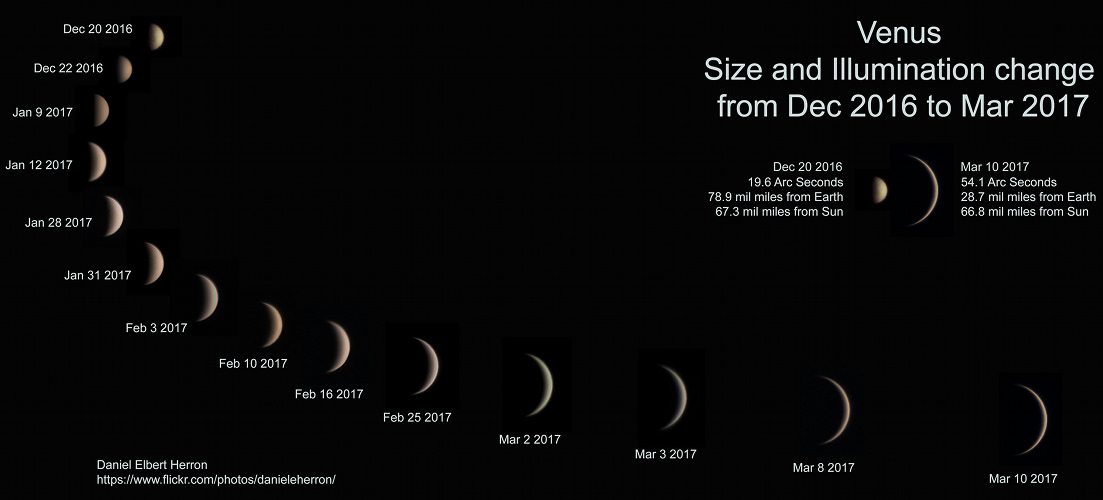 Venus
Size and Illumination change
from Dec 2016 to Mar 2017
Dec 20 2016
Dec 22 2016
Jan 9 2017
Jan 12 2017
Jan 28 2017
Jan 31 2017
Feb 3 2017
Feb 10 2017
Feb 16 2017
Feb 25 2017
Mar 2 2017
Mar 3 2017
Mar 8 2017
Mar 10 2017
Dec 20 2016
19.6 Arc Seconds
78.9 mil miles from Earth
67.3 mil miles from Sun
Mar 10 2017
54.1 Arc Seconds
28.7 mil miles from Earth
66.8 mil miles from Sun
Daniel Elbert Herron
https://www.flickr.com/photos/danieleherron/